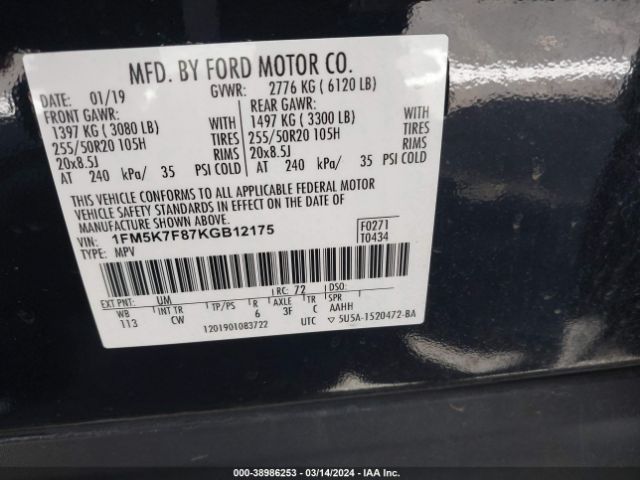 MFD. BY FORD MOTOR CO.
DATE: 01/19 GVWR: 2776 KG ( 6120 LB)
FRONT GAWR: REAR GAWR:
1397 KG ( 3080 LB) WITH 1497 KG ( 3300 LB) WITH
255/50R20 105H TIRES 255/50R20 105H TIRES
20x8.5J RIMS 20x8.5J RIMS
AT 240 kPa/ 35 PSI COLD AT 240 kPa/ 35 PSI COLD
THIS VEHICLE CONFORMS TO ALL APPLICABLE FEDERAL MOTOR
VEHICLE SAFETY STANDARDS IN EFFECT ON THE DATE OF
MANUFACTURE SHOWN ABOVE.
VIN: 1FM5K7F87KGB12175 F0271
TYPE: MPV T0434
EXT PNT: UM RC: 72 DSO:
WB INT TR TP/PS R AXLE TR SPR
113 CW 6 3F C AAHH
1201901083722 UTC ▽ 5U5A-1520472-BA
000-38986253 - 03/14/2024 - IAA Inc.